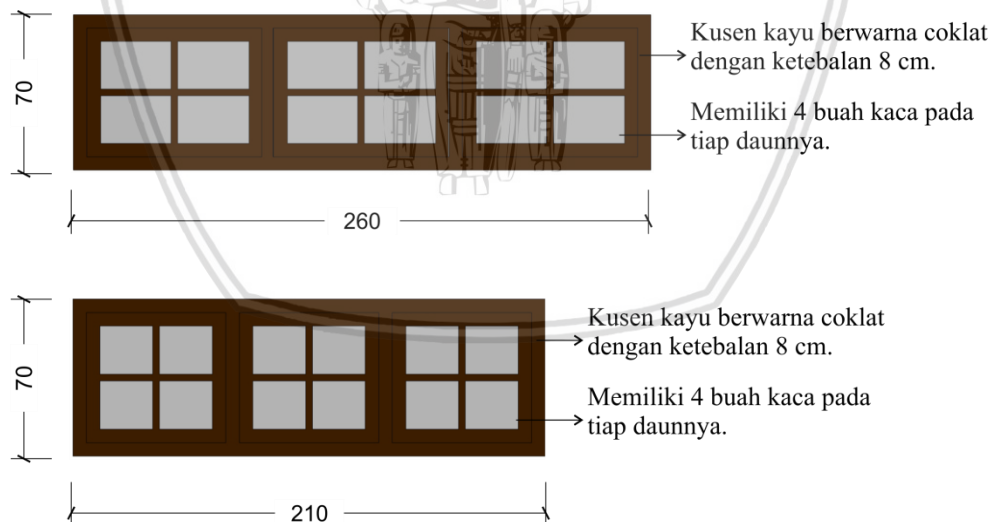 Kusen kayu berwarna coklat
dengan ketebalan 8 cm.
70
Memiliki 4 buah kaca pada
tiap daunnya.
260
Kusen kayu berwarna coklat
dengan ketebalan 8 cm.
70
Memiliki 4 buah kaca pada
tiap daunnya.
210